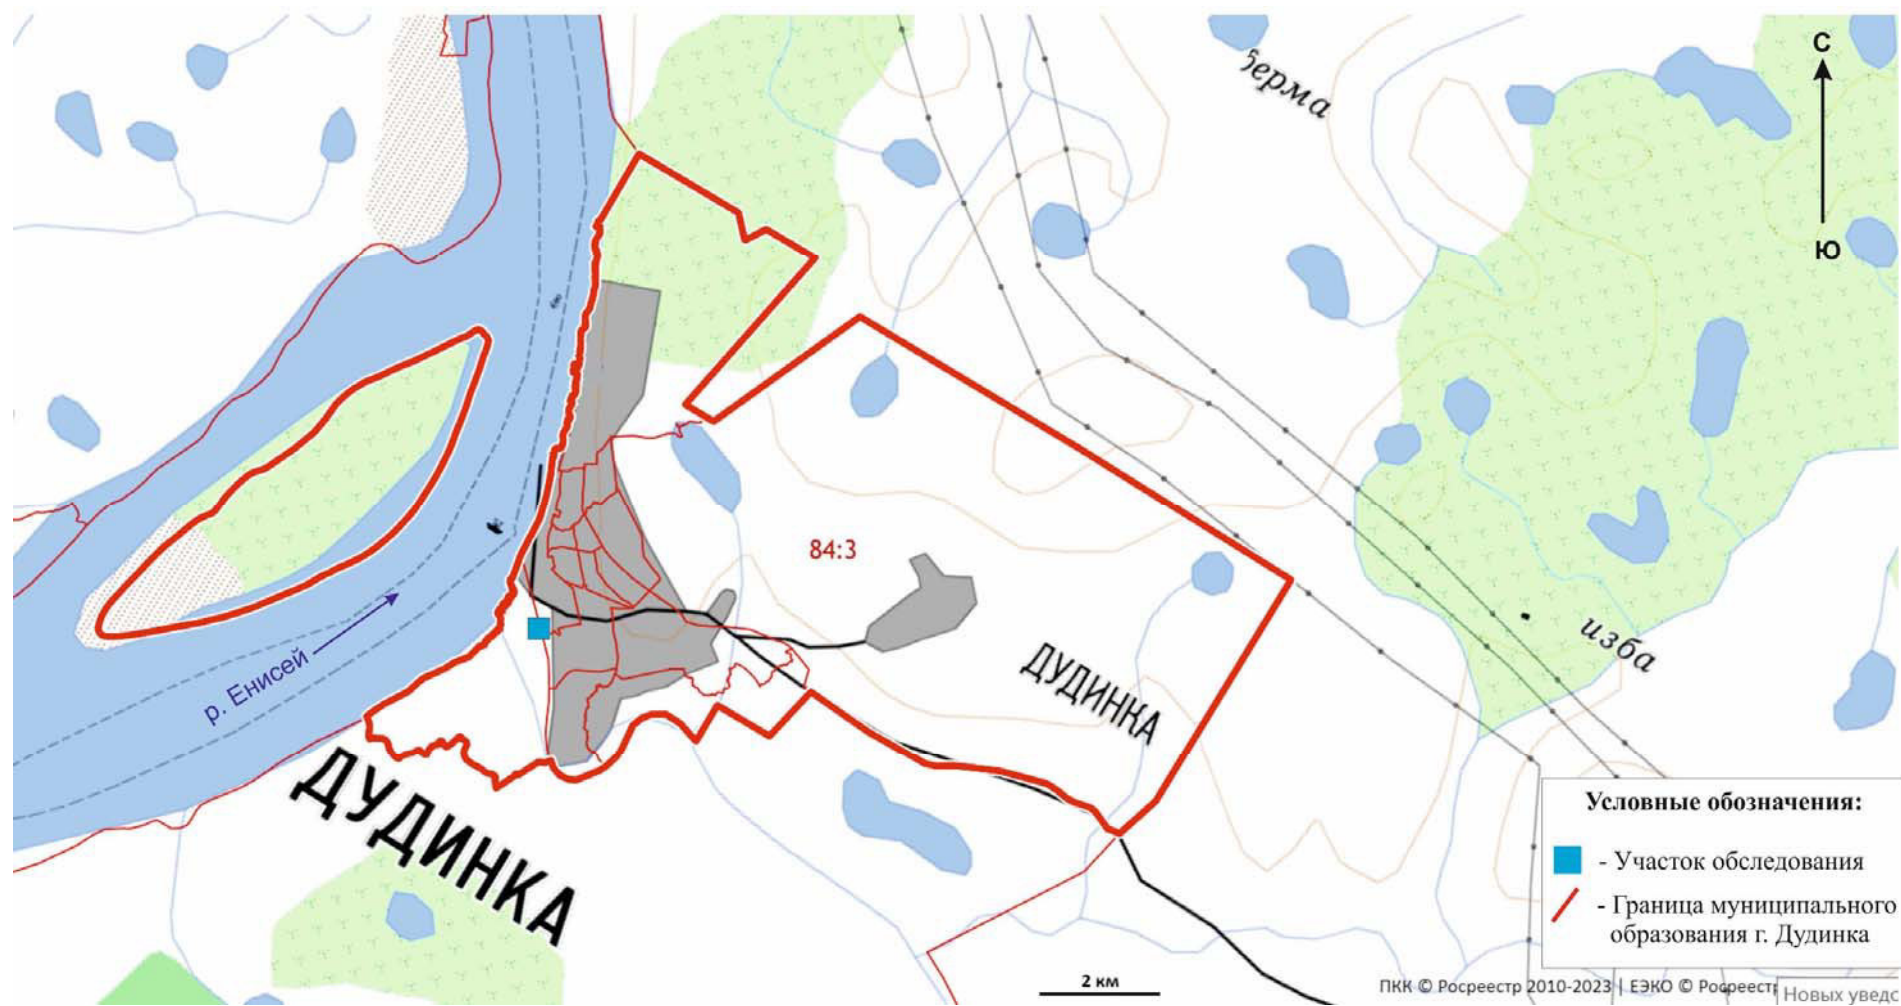 берма
С
Ю
84:3
р. Енисей
ДУДИНКА
изба
ДУДИНКА
Условные обозначения:
- Участок обследования
- Граница муниципального
образования г. Дудинка
2 км
ПКК © Росреестр 2010-2023 | ЕЭКО © Росреестр
Новых уведо